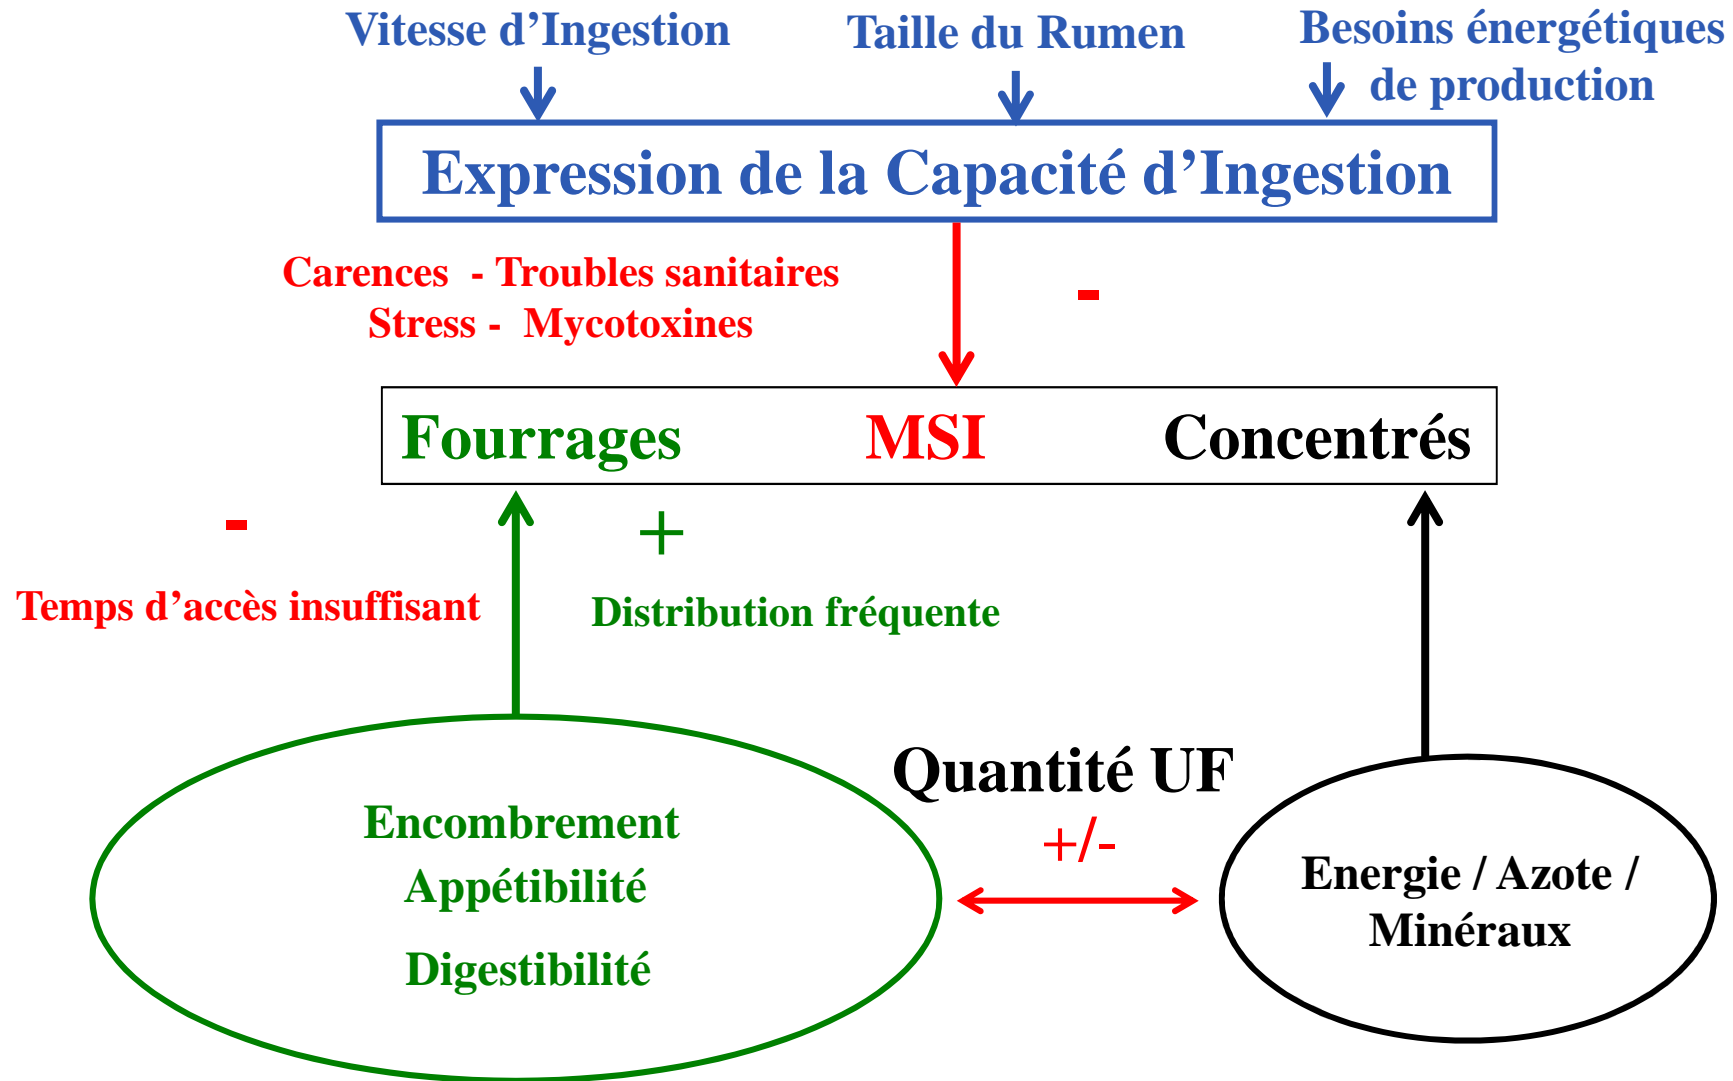 Vitesse d’Ingestion
Taille du Rumen
Besoins énergétiques
de production
Expression de la Capacité d’Ingestion
Carences - Troubles sanitaires
Stress - Mycotoxines
-
Fourrages MSI Concentrés
-
+
Temps d’accès insuffisant
Distribution fréquente
Quantité UF
+/-
Encombrement
Appétibilité
Digestibilité
Energie / Azote /
Minéraux